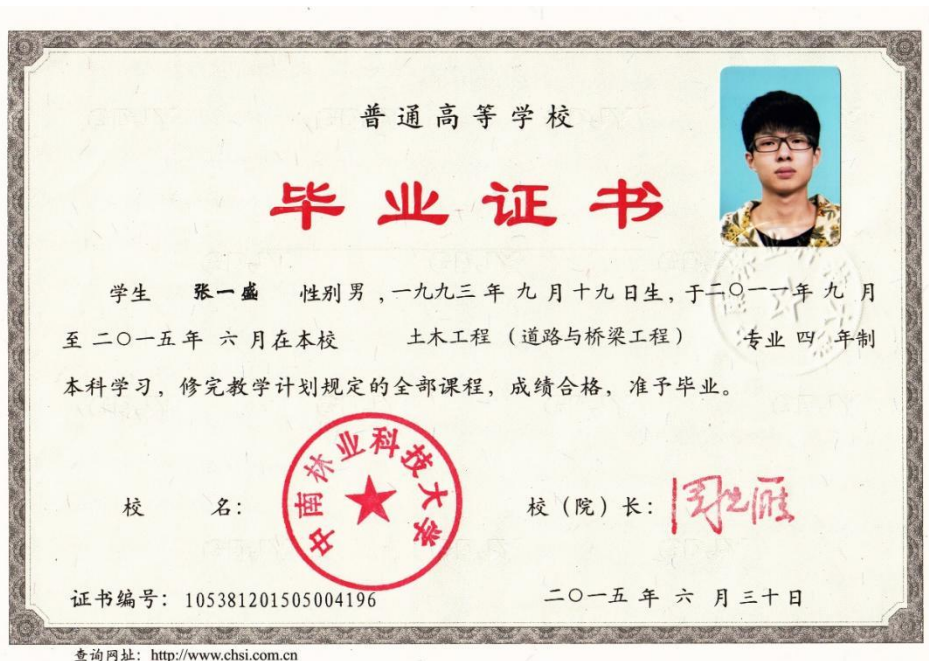 普通高等学校
毕业证书
学生 张一盛 性别 男 ,一九九三 年 九 月 十九 日生, 于二〇一一年 九 月
至 二〇一五年 六 月在本校 土木工程 (道路与桥梁工程) 专业 四 年制
本科学习, 修完教学计划规定的全部课程, 成绩合格, 准予毕业。
中南林业科技大学
校 名: 校 (院) 长:
证书编号: 105381201505004196 二〇一五 年 六 月 三十 日
查询网址: http://www.chsi.com.cn